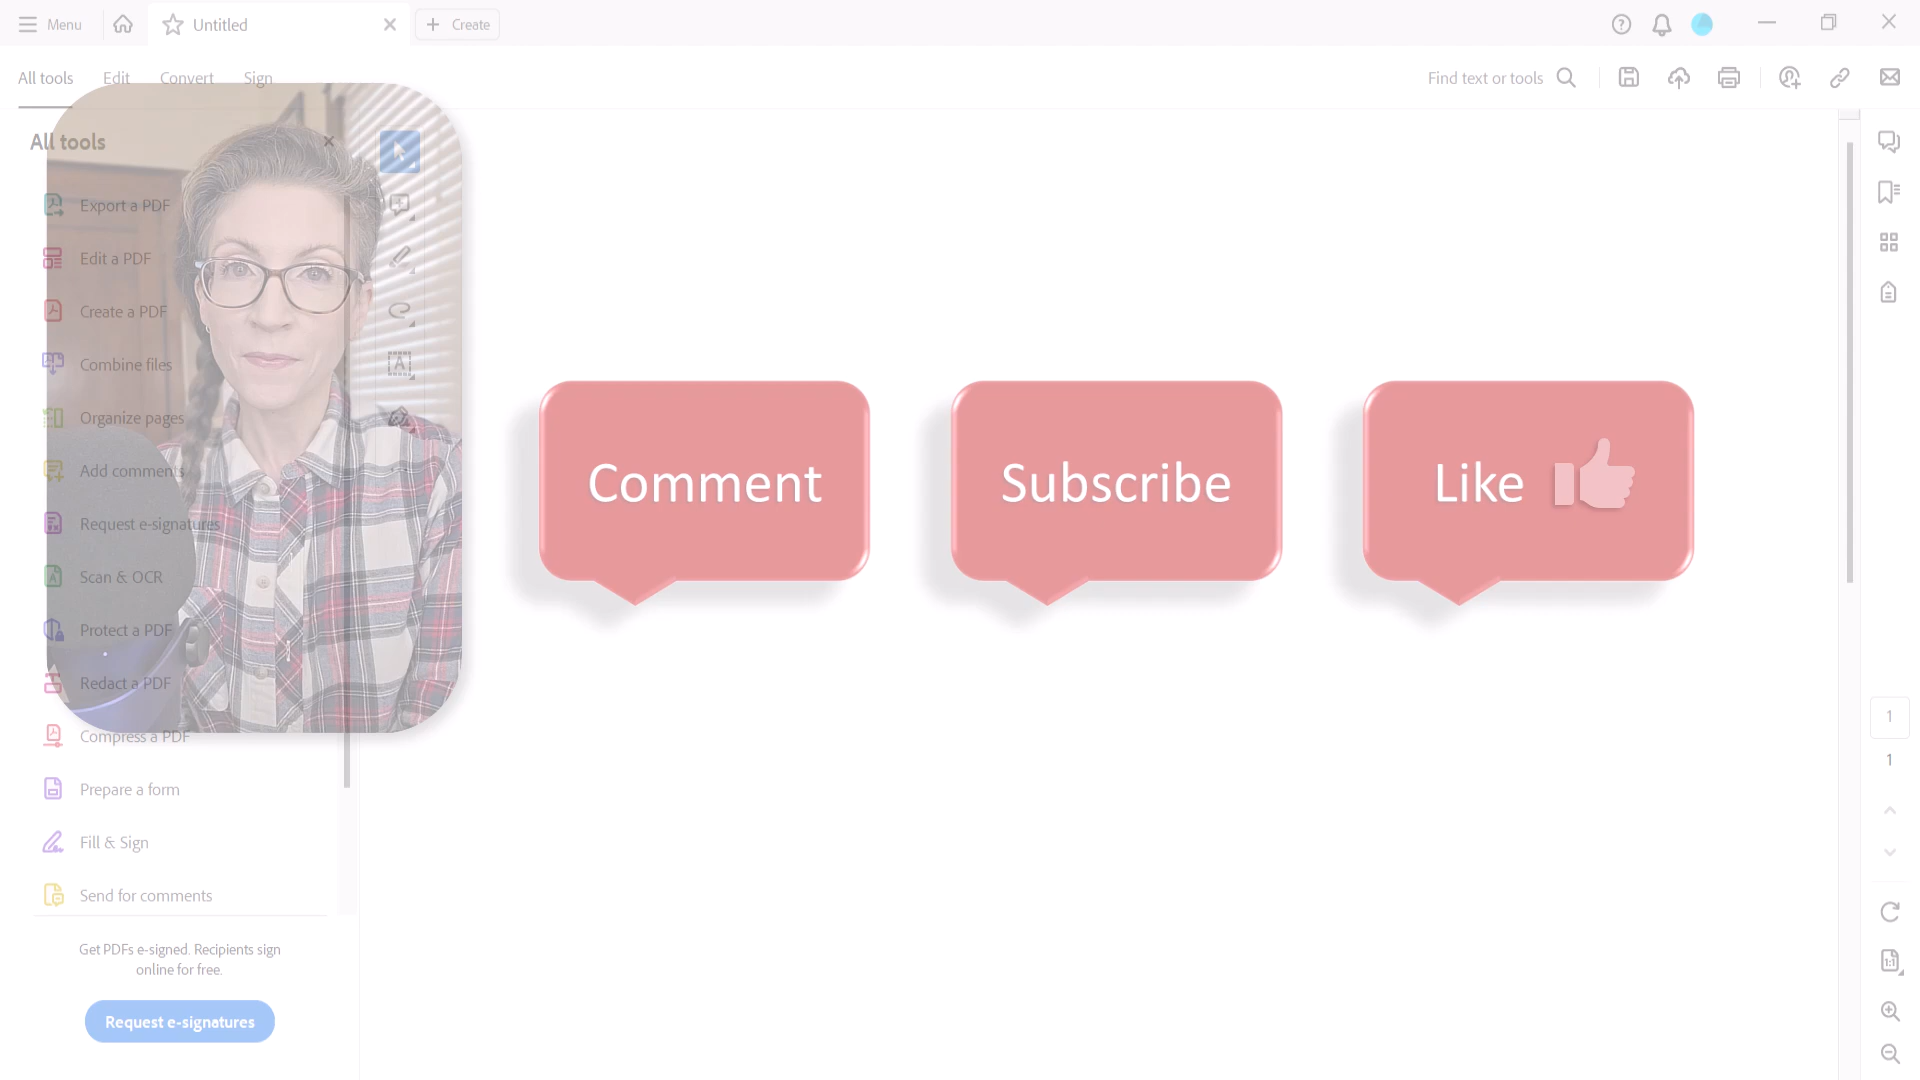 Menu
Untitled
Create
All tools
Edit
Convert
Sign
Find text or tools
All tools
Export a PDF
Edit a PDF
Create a PDF
Combine files
Organize pages
Add comments
Request e-signatures
Scan & OCR
Protect a PDF
Redact a PDF
Compress a PDF
Prepare a form
Fill & Sign
Send for comments
Get PDFs e-signed. Recipients sign
online for free.
Request e-signatures
Comment
Subscribe
Like
1
1